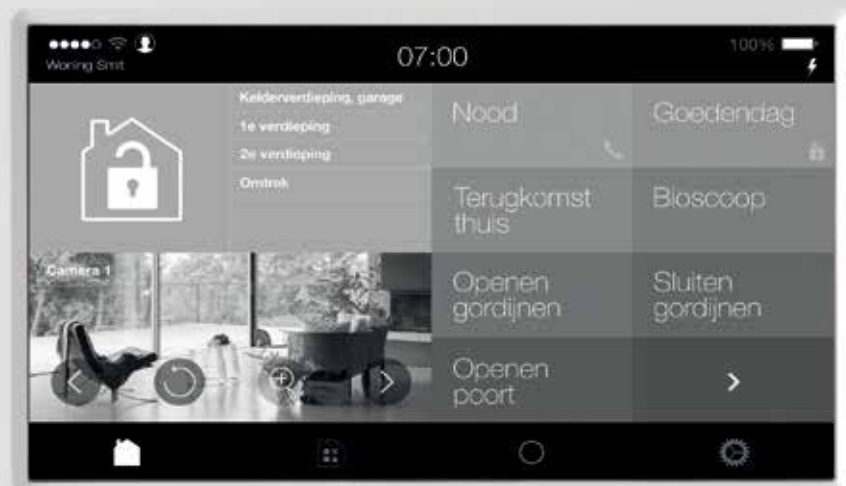 Woning Smit
07:00
100%
Kelderverdieping, garage
1e verdieping
2e verdieping
Omtrek
Nood
Goedendag
Terugkomst
thuis
Bioscoop
Camera 1
Openen
gordijnen
Sluiten
gordijnen
Openen
poort